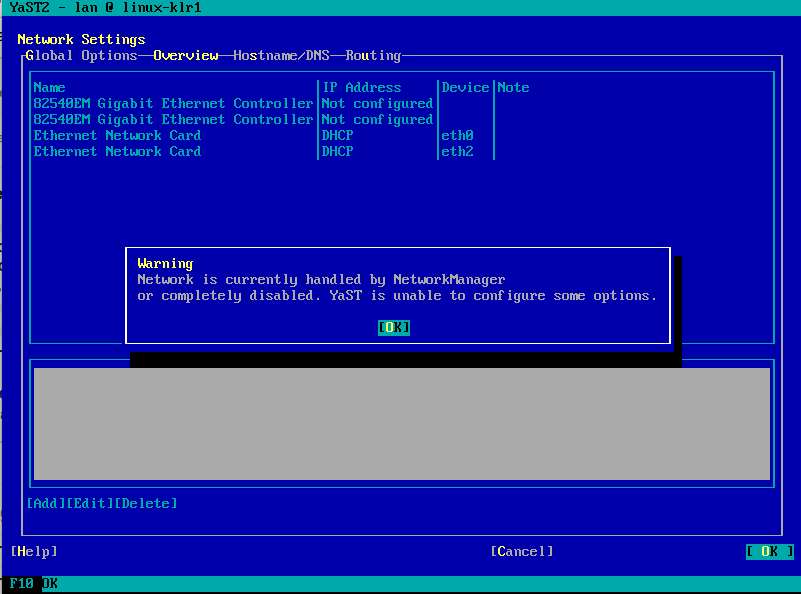 YaST2 - lan @ linux-klr1
Network Settings
Global Options Overview Hostname/DNS Routing
Name IP Address Device Note
82540EM Gigabit Ethernet Controller Not configured
82540EM Gigabit Ethernet Controller Not configured
Ethernet Network Card DHCP eth0
Ethernet Network Card DHCP eth2
Warning
Network is currently handled by NetworkManager
or completely disabled. YaST is unable to configure some options.
[OK]
[Add][Edit][Delete]
[Help] [Cancel] [ OK ]
F10 OK